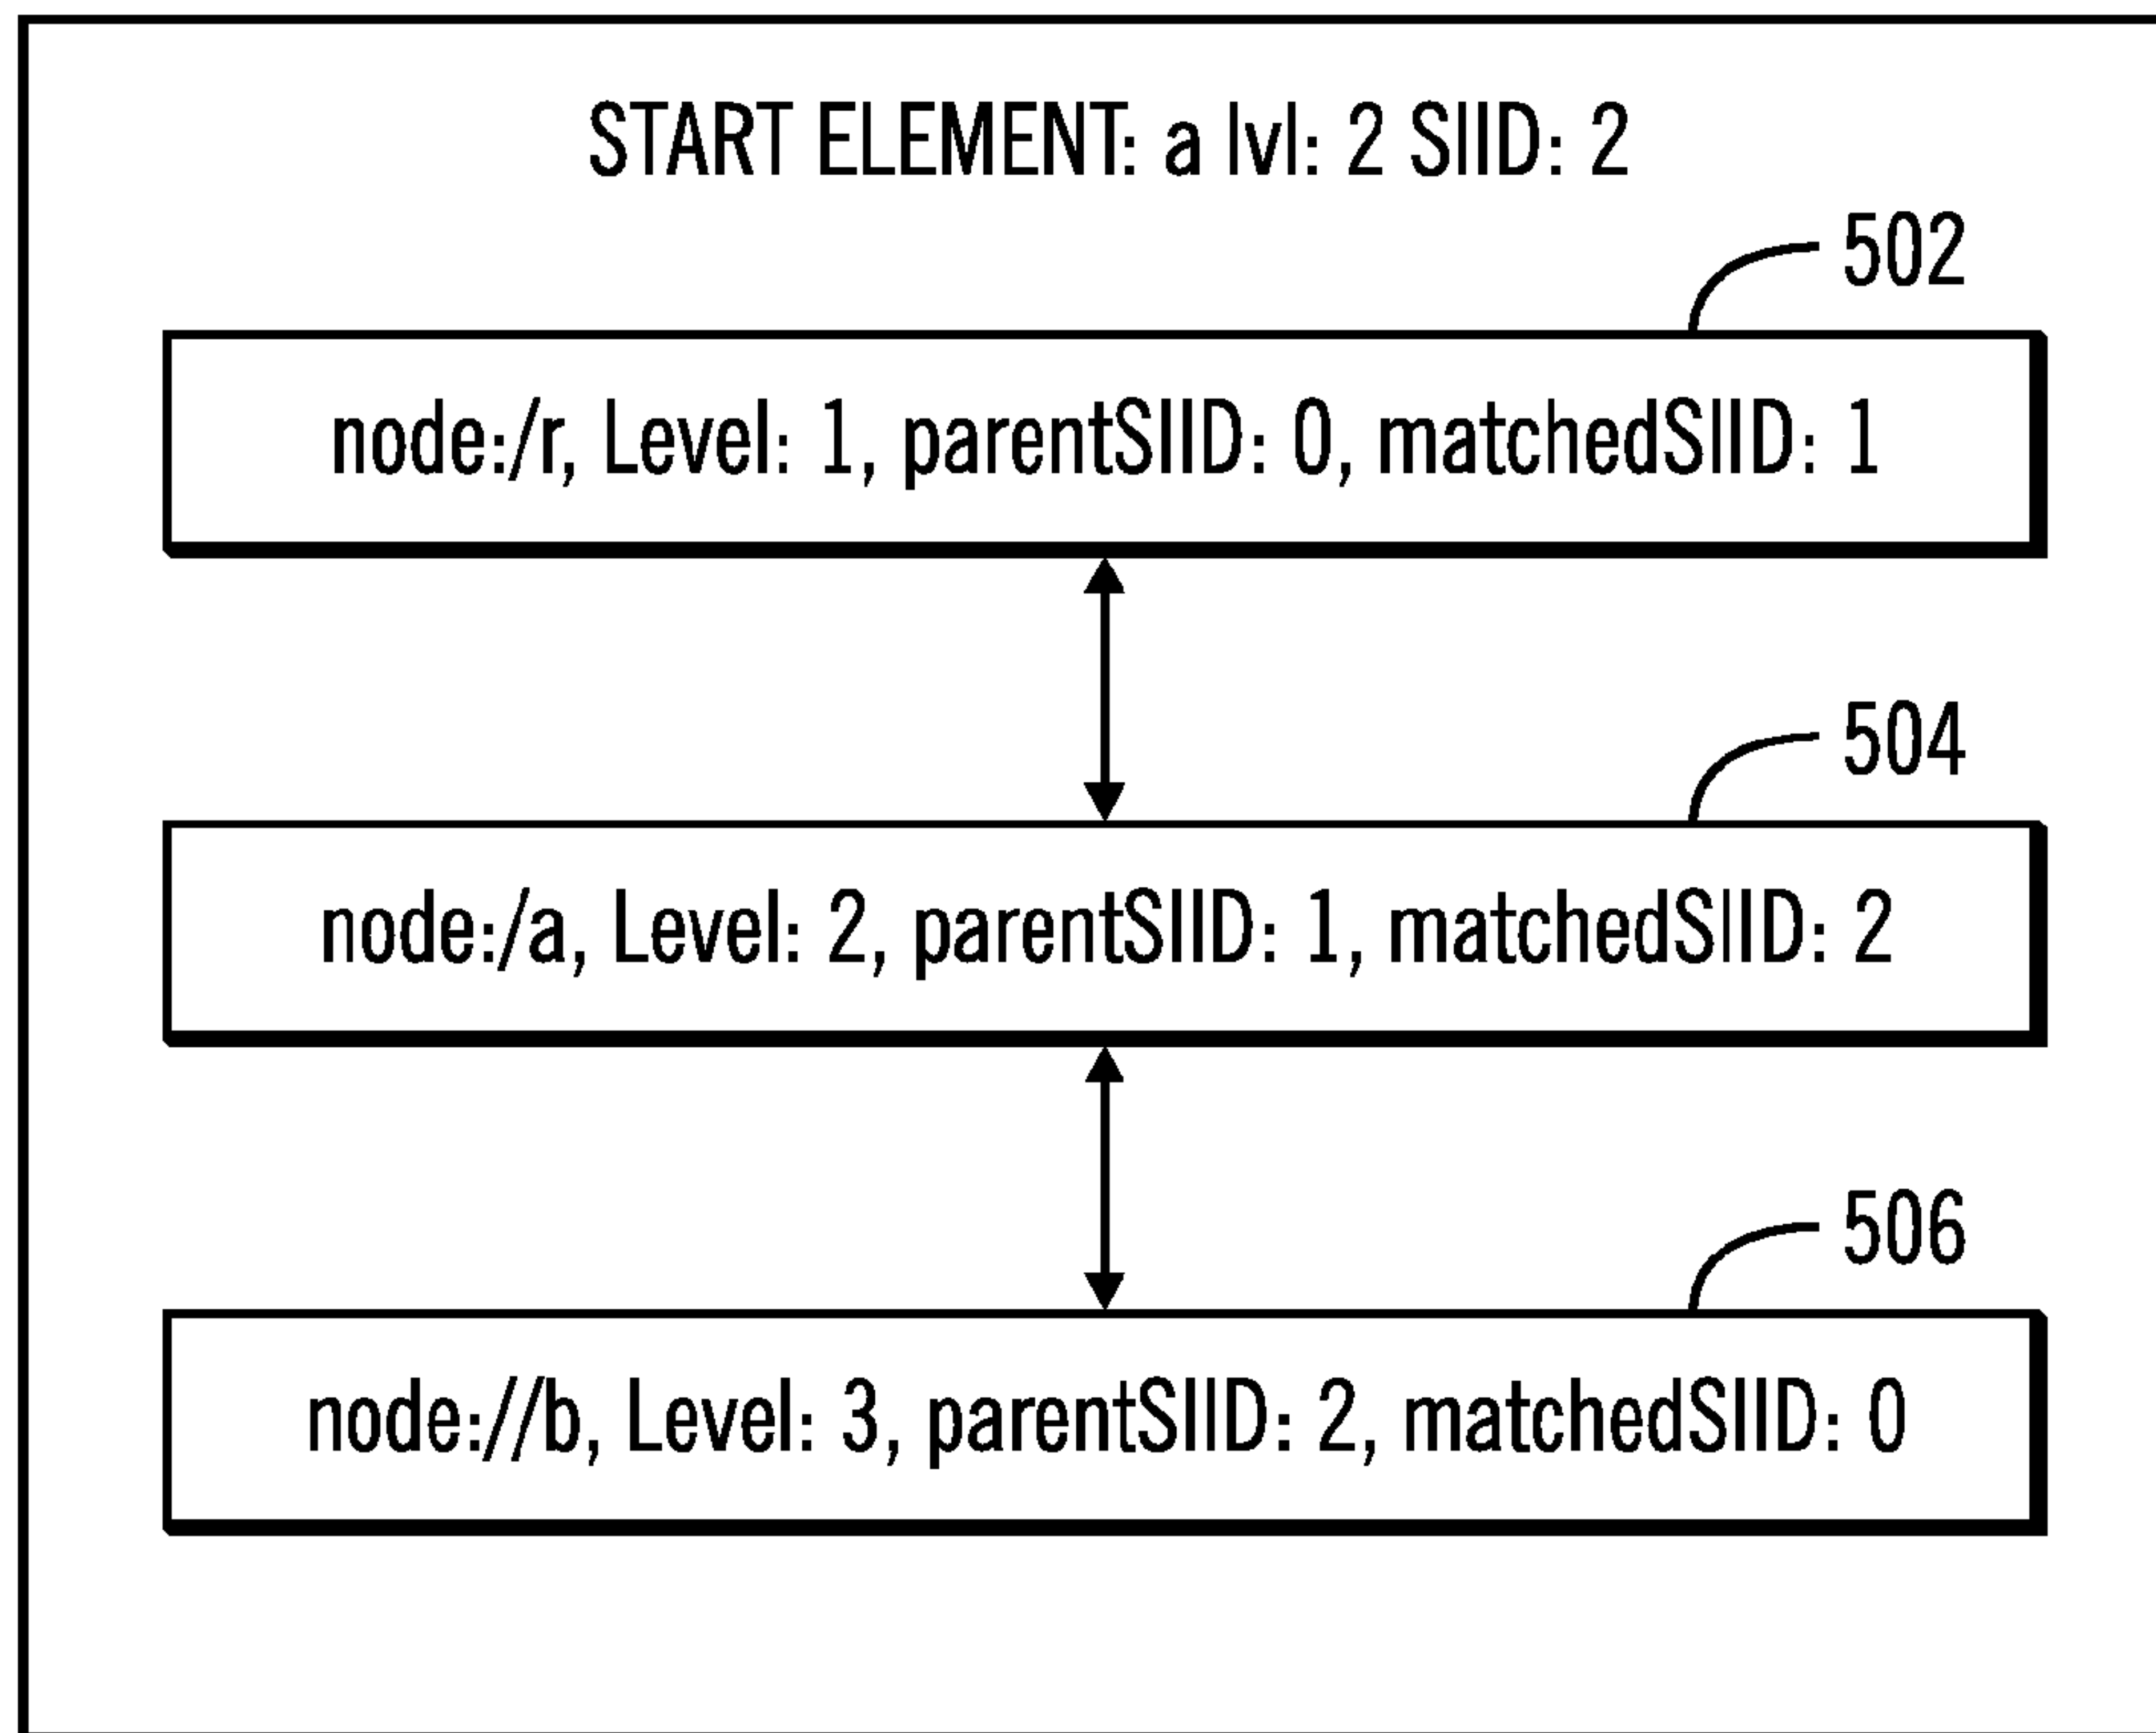 START ELEMENT: a lvl: 2 SIID: 2
502
node:/r, Level: 1, parentSIID: 0, matchedSIID: 1
504
node:/a, Level: 2, parentSIID: 1, matchedSIID: 2
506
node://b, Level: 3, parentSIID: 2, matchedSIID: 0